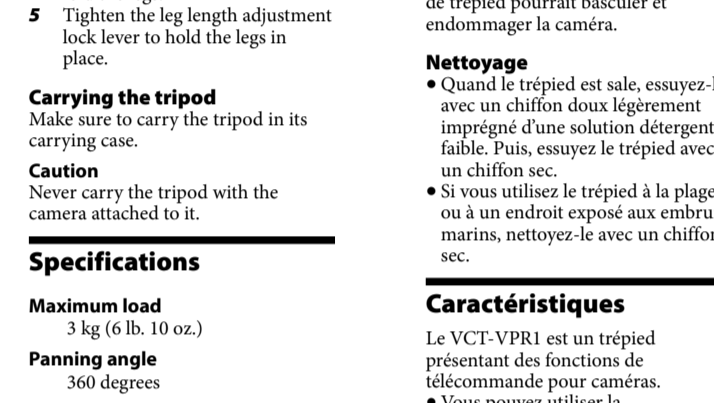 5 Tighten the leg length adjustment
lock lever to hold the legs in
place.
Carrying the tripod
Make sure to carry the tripod in its
carrying case.
Caution
Never carry the tripod with the
camera attached to it.
Specifications
Maximum load
3 kg (6 lb. 10 oz.)
Panning angle
360 degrees
de trépied pourrait basculer et
endommager la caméra.
Nettoyage
● Quand le trépied est sale, essuyez-
avec un chiffon doux légèrement
imprégné d'une solution détergent
faible. Puis, essuyez le trépied avec
un chiffon sec.
● Si vous utilisez le trépied à la plage
ou à un endroit exposé aux embru
marins, nettoyez-le avec un chiffo
sec.
Caractéristiques
Le VCT-VPR1 est un trépied
présentant des fonctions de
télécommande pour caméras.
● Vous pouvez utiliser la